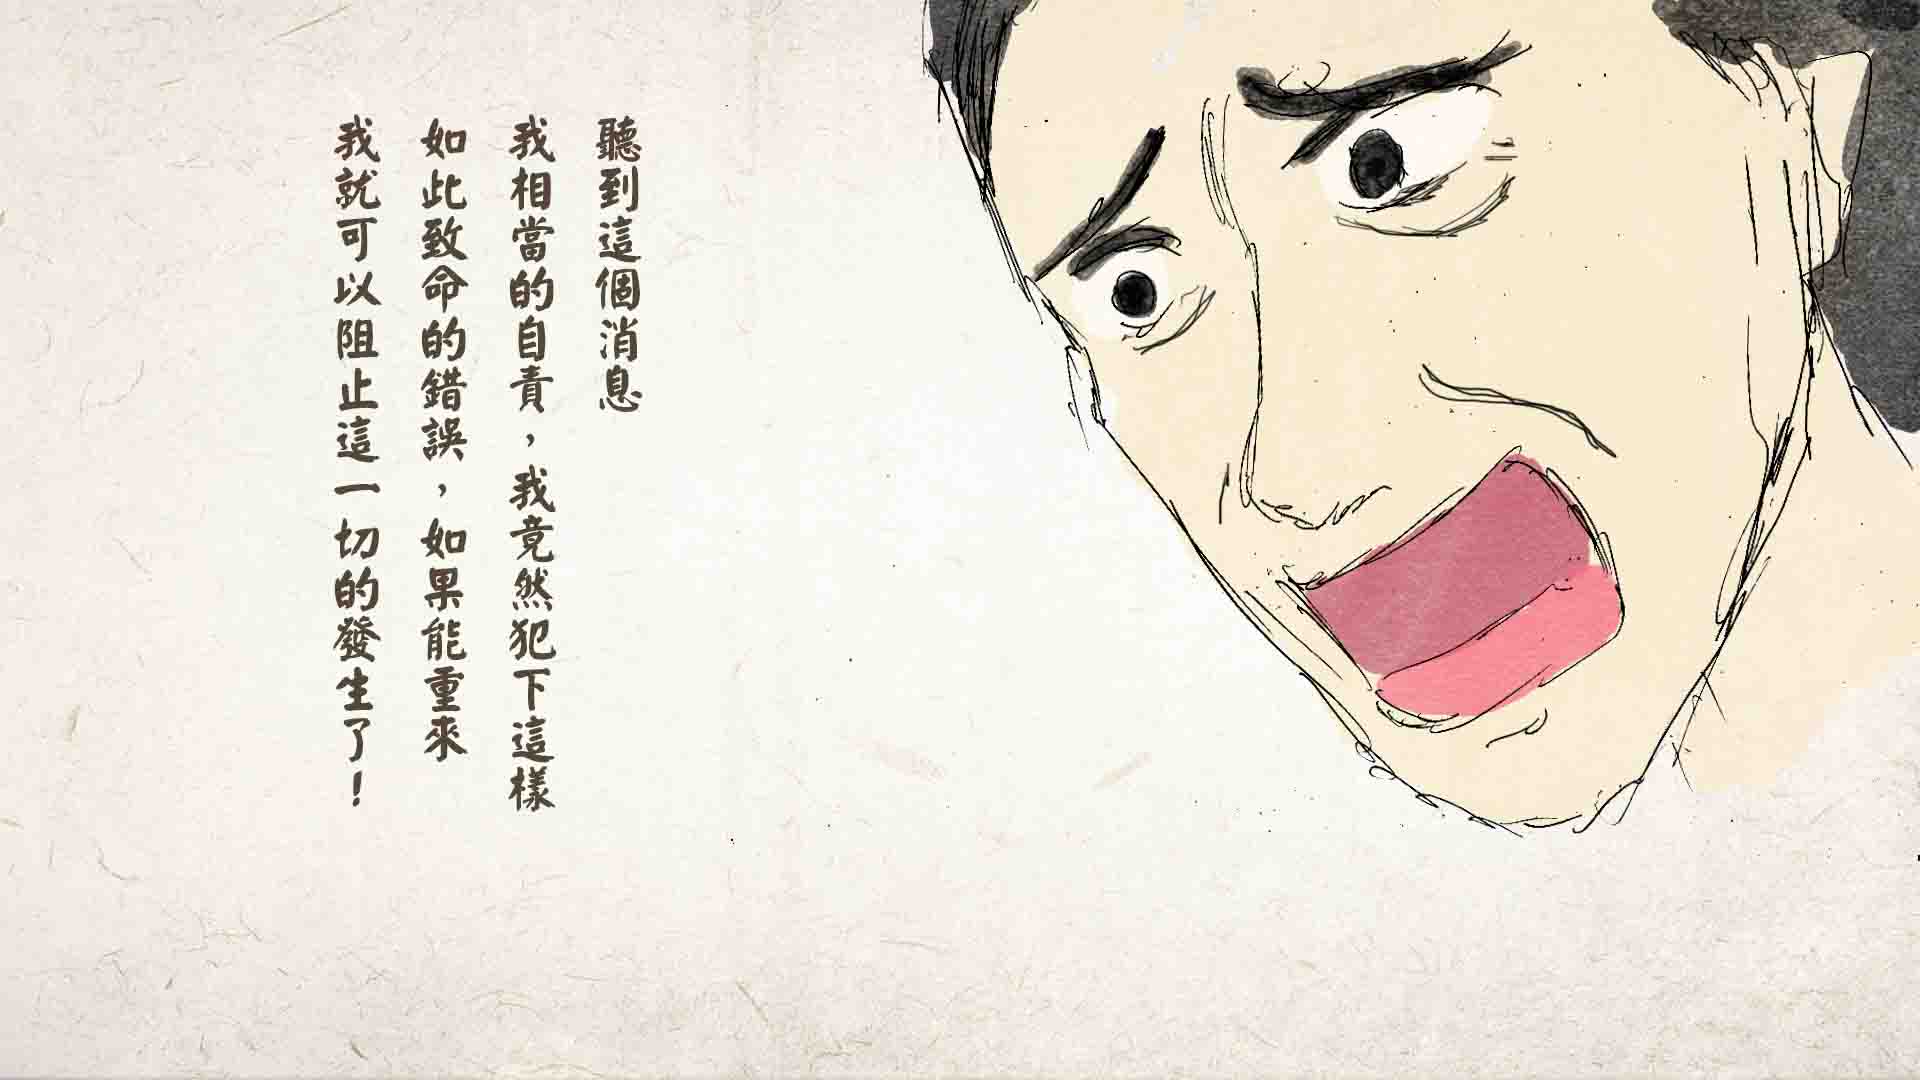 聽到這個消息
我相當的自責，我竟然犯下這樣
如此致命的錯誤，如果能重來
我就可以阻止這一切的發生了！